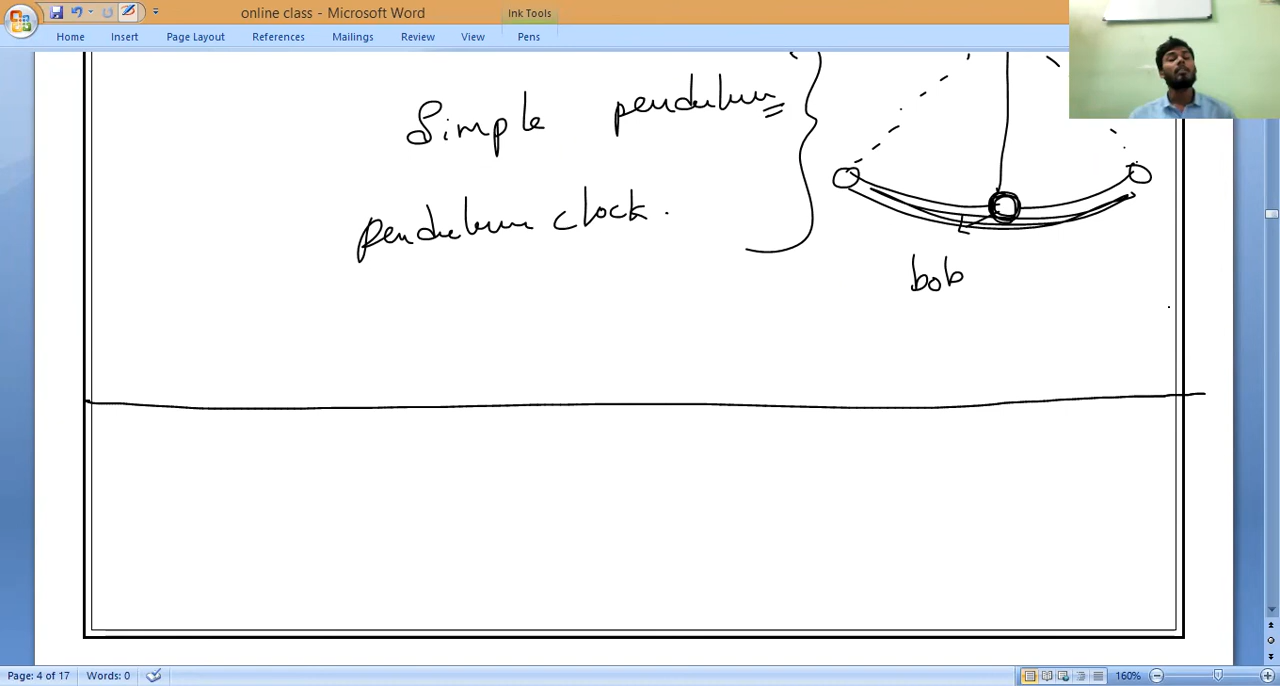 online class - Microsoft Word
Ink Tools
Home Insert Page Layout References Mailings Review View Pens
Simple pendulum
pendulum clock.
bob
Page: 4 of 17 Words: 0 160%